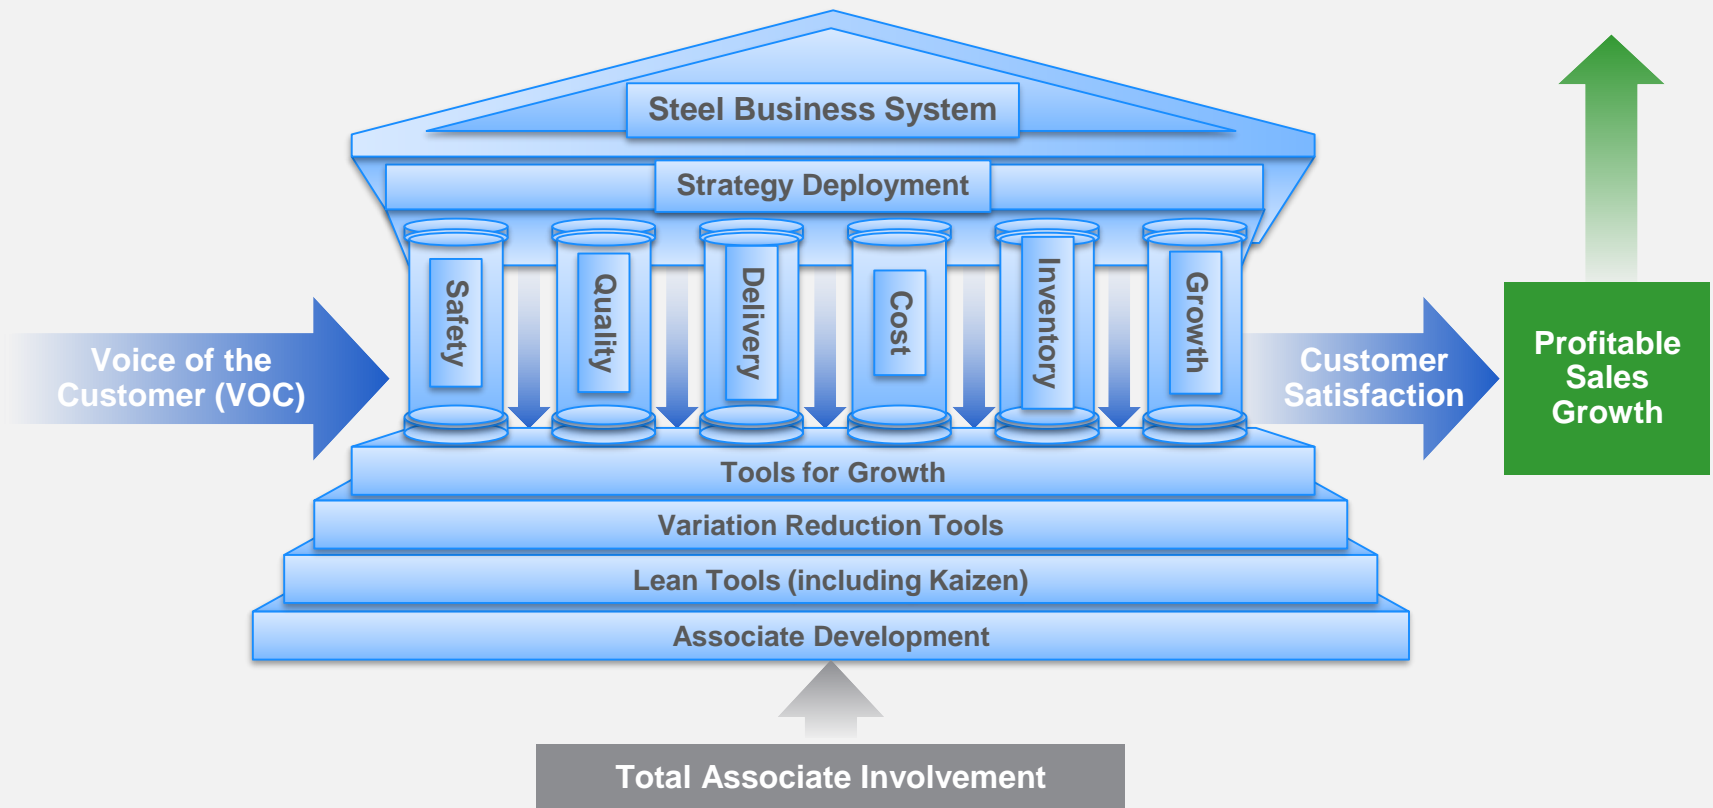 Steel Business System
Strategy Deployment
Safety
Quality
Delivery
Cost
Inventory
Growth
Voice of the
Customer (VOC)
Customer
Satisfaction
Profitable
Sales
Growth
Tools for Growth
Variation Reduction Tools
Lean Tools (including Kaizen)
Associate Development
Total Associate Involvement